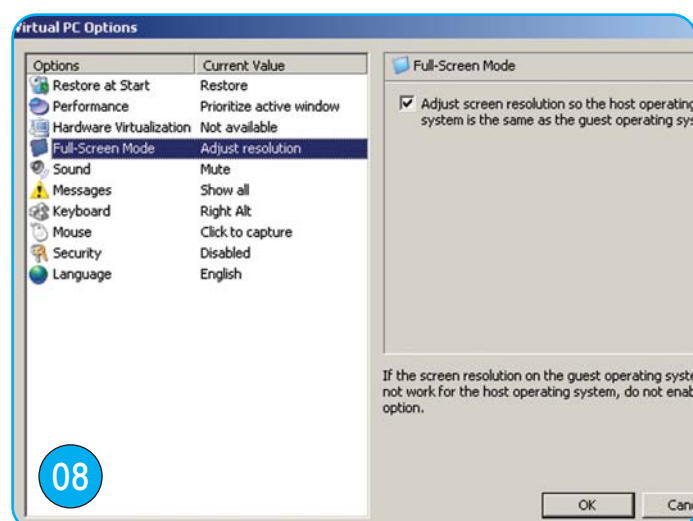 Virtual PC Options
Options Current Value
Restore at Start Restore
Performance Prioritize active window
Hardware Virtualization Not available
Full-Screen Mode Adjust resolution
Sound Mute
Messages Show all
Keyboard Right Alt
Mouse Click to capture
Security Disabled
Language English
Full-Screen Mode
Adjust screen resolution so the host operating
system is the same as the guest operating sys
If the screen resolution on the guest operating syste
not work for the host operating system, do not enab
option.
OK Canc
08